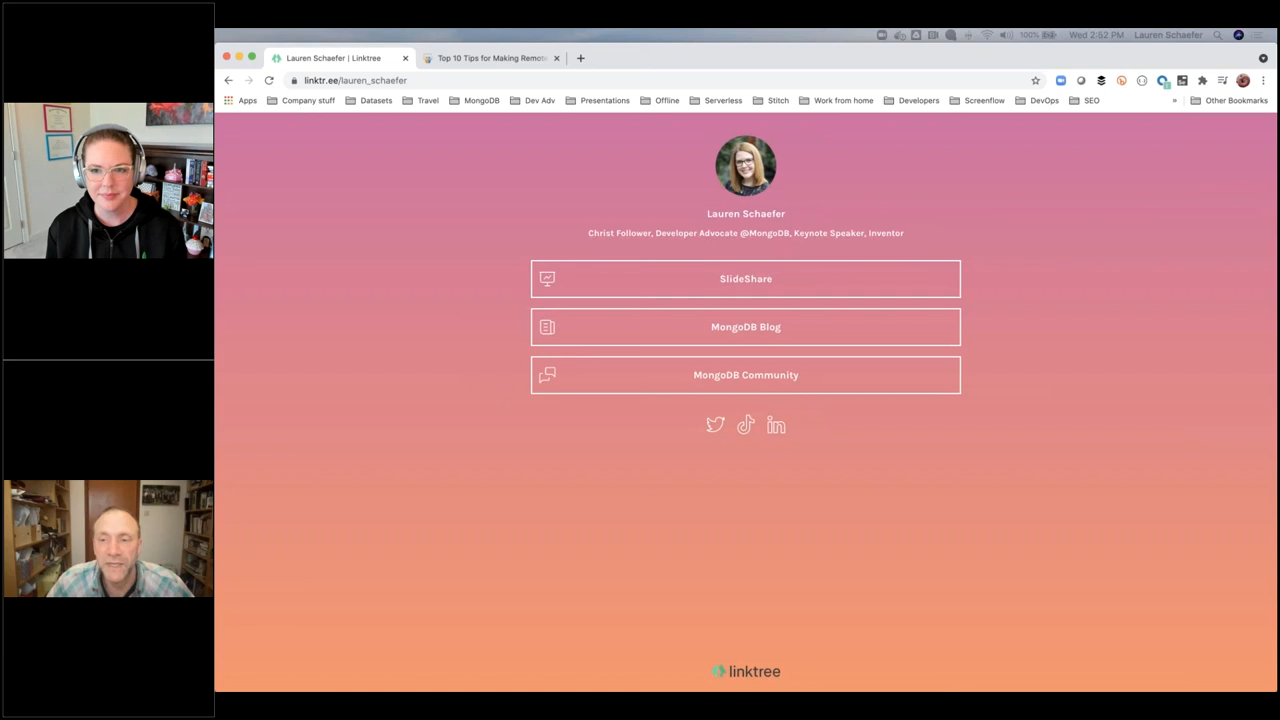 100%
Wed 2:52 PM
Lauren Schaefer
Lauren Schaefer | Linktree
Top 10 Tips for Making Remote
linktr.ee/lauren_schaefer
Apps
Company stuff
Datasets
Travel
MongoDB
Dev Adv
Presentations
Offline
Serverless
Stitch
Work from home
Developers
Screenflow
DevOps
SEO
»
Other Bookmarks
Lauren Schaefer
Christ Follower, Developer Advocate @MongoDB, Keynote Speaker, Inventor
SlideShare
MongoDB Blog
MongoDB Community
linktree